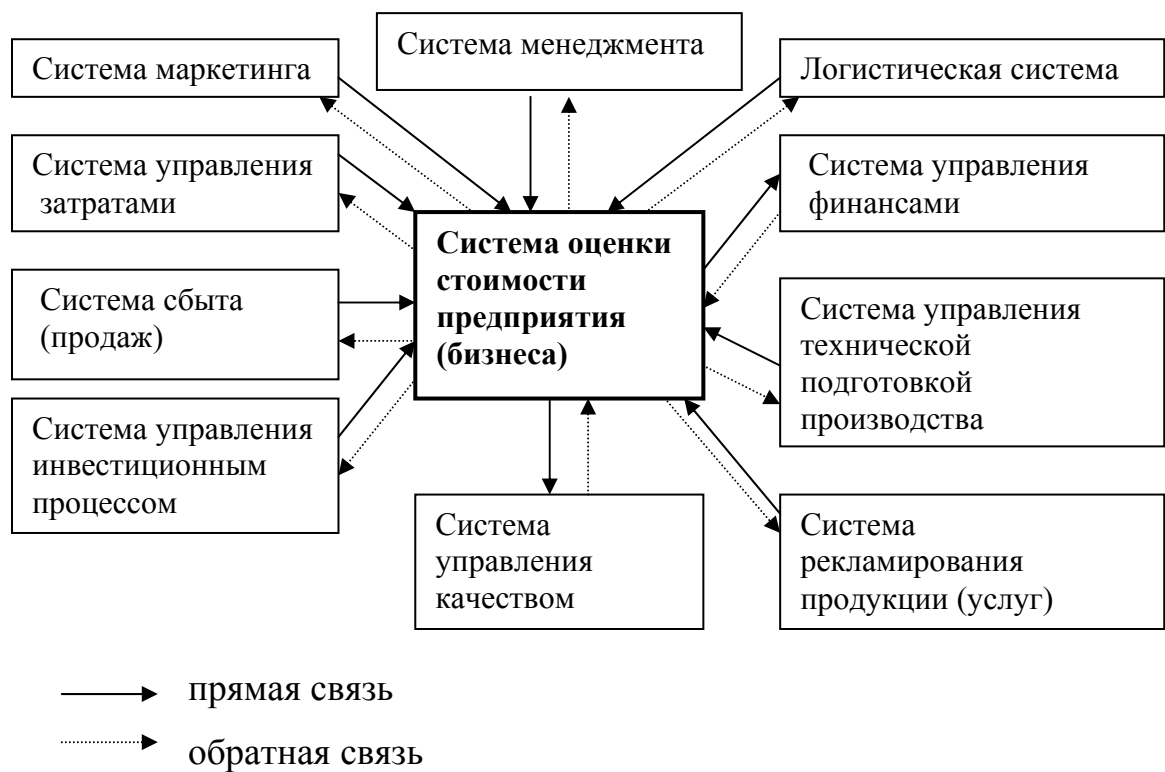 Система маркетинга
Система менеджмента
Логистическая система
Система управления
затратами
Система управления
финансами
Система оценки
стоимости
предприятия
(бизнеса)
Система сбыта
(продаж)
Система управления
технической
подготовкой
производства
Система управления
инвестиционным
процессом
Система
управления
качеством
Система
рекламирования
продукции (услуг)
прямая связь
обратная связь